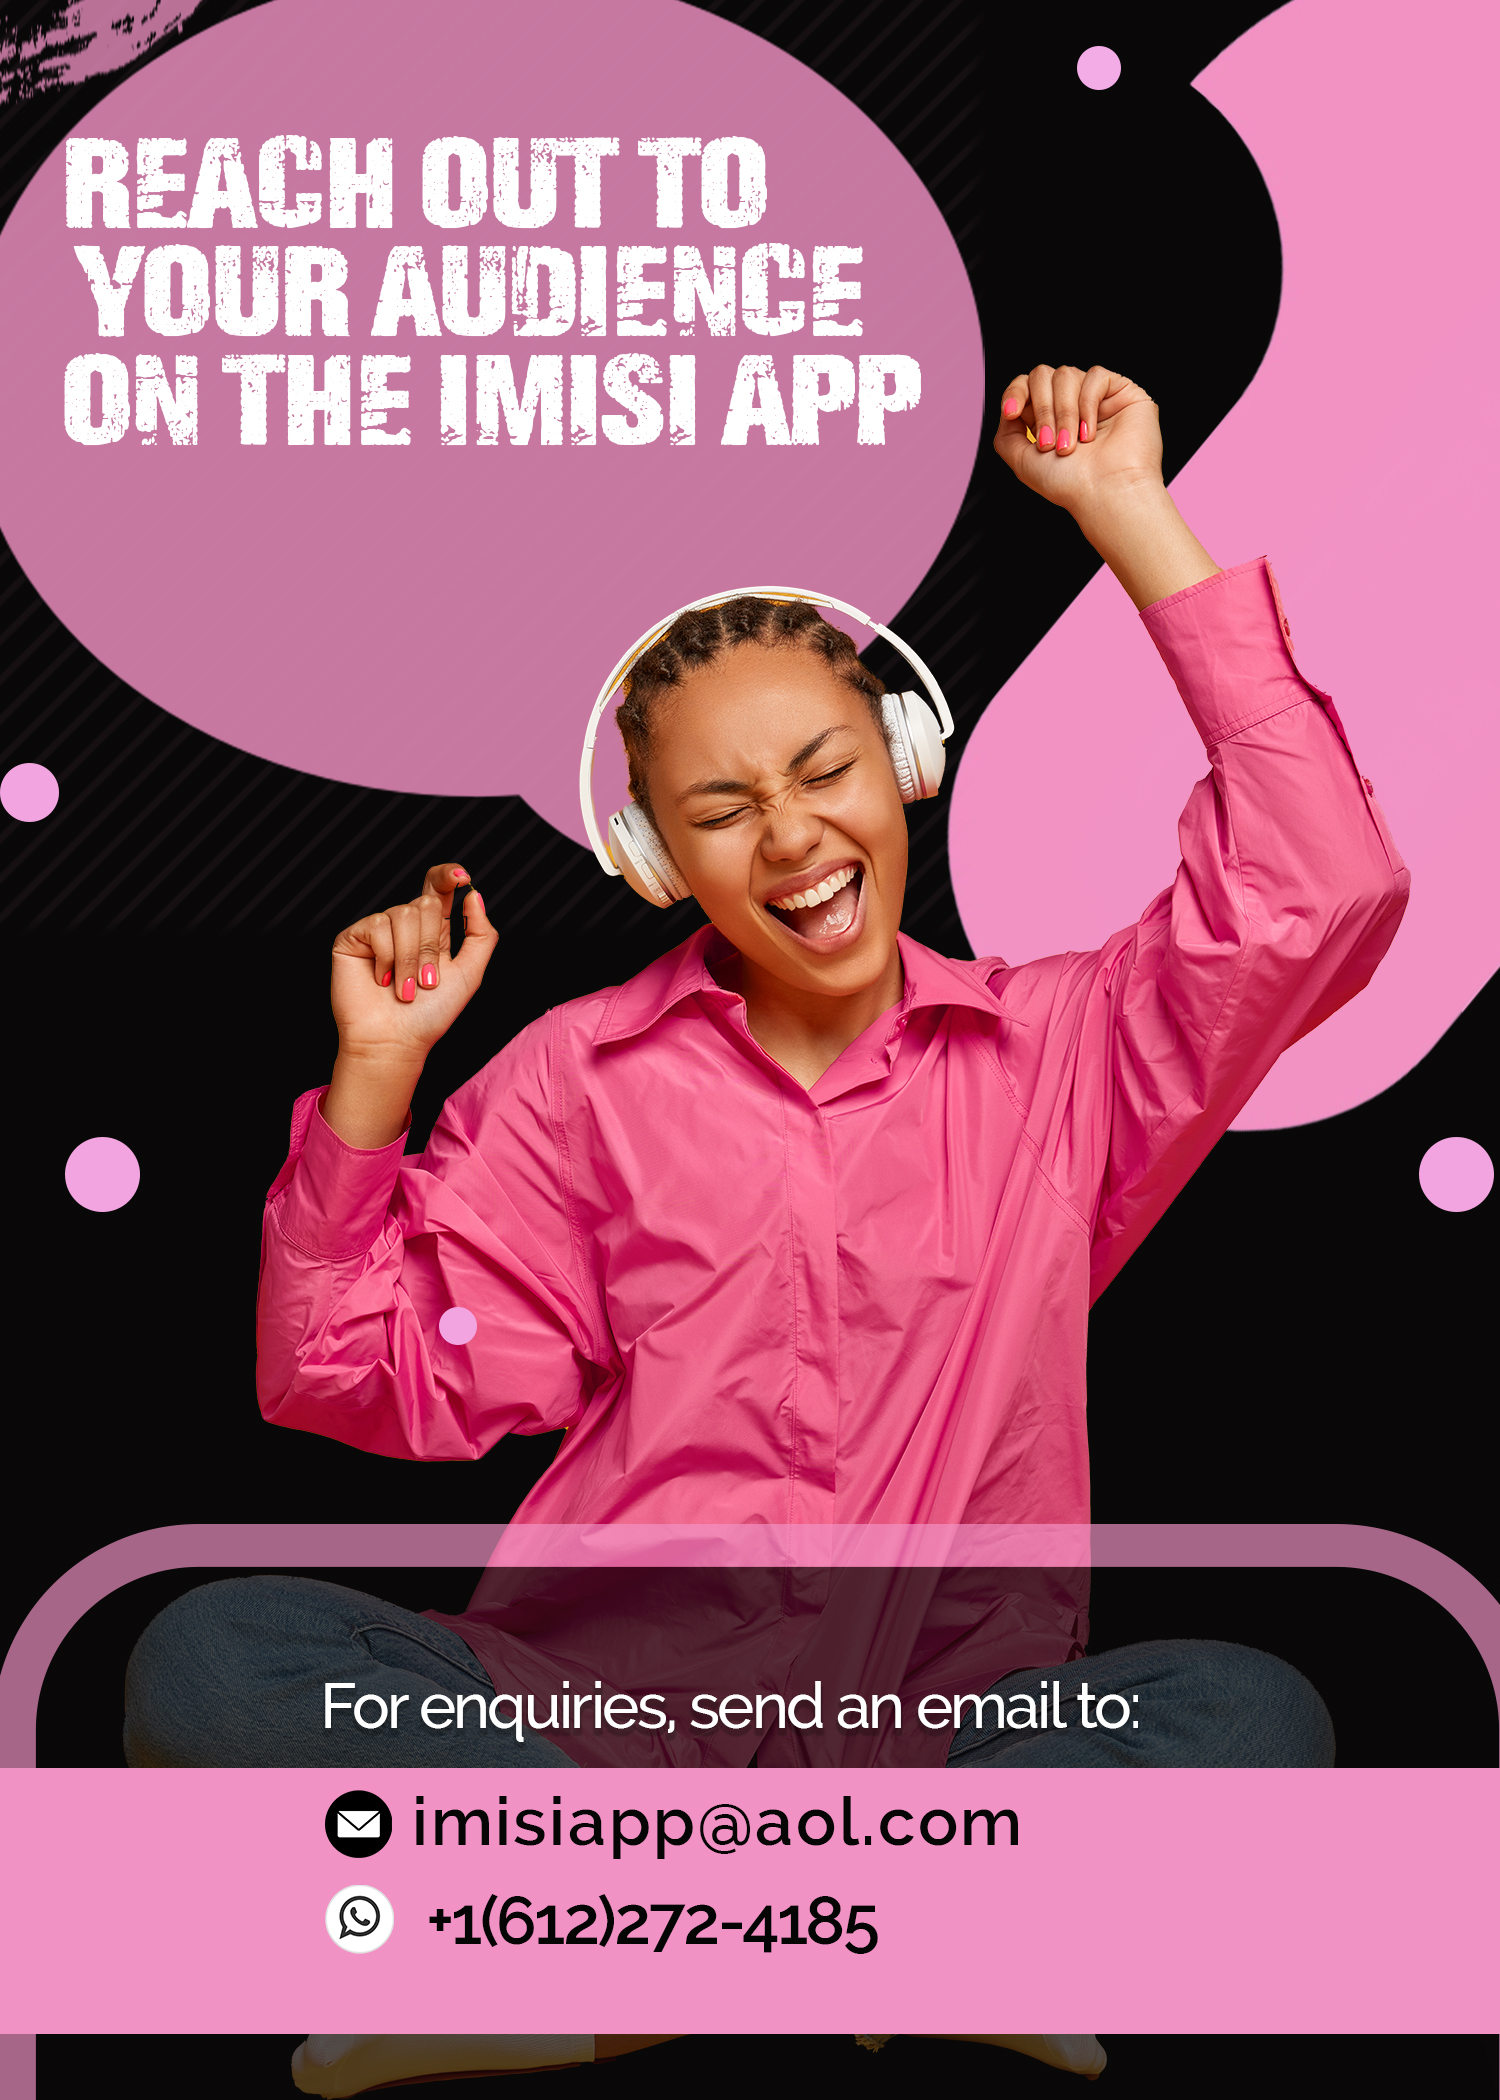 REACH OUT TO
YOUR AUDIENCE
ON THE IMISI APP
For enquiries, send an email to:
imisiapp@aol.com
+1(612)272-4185